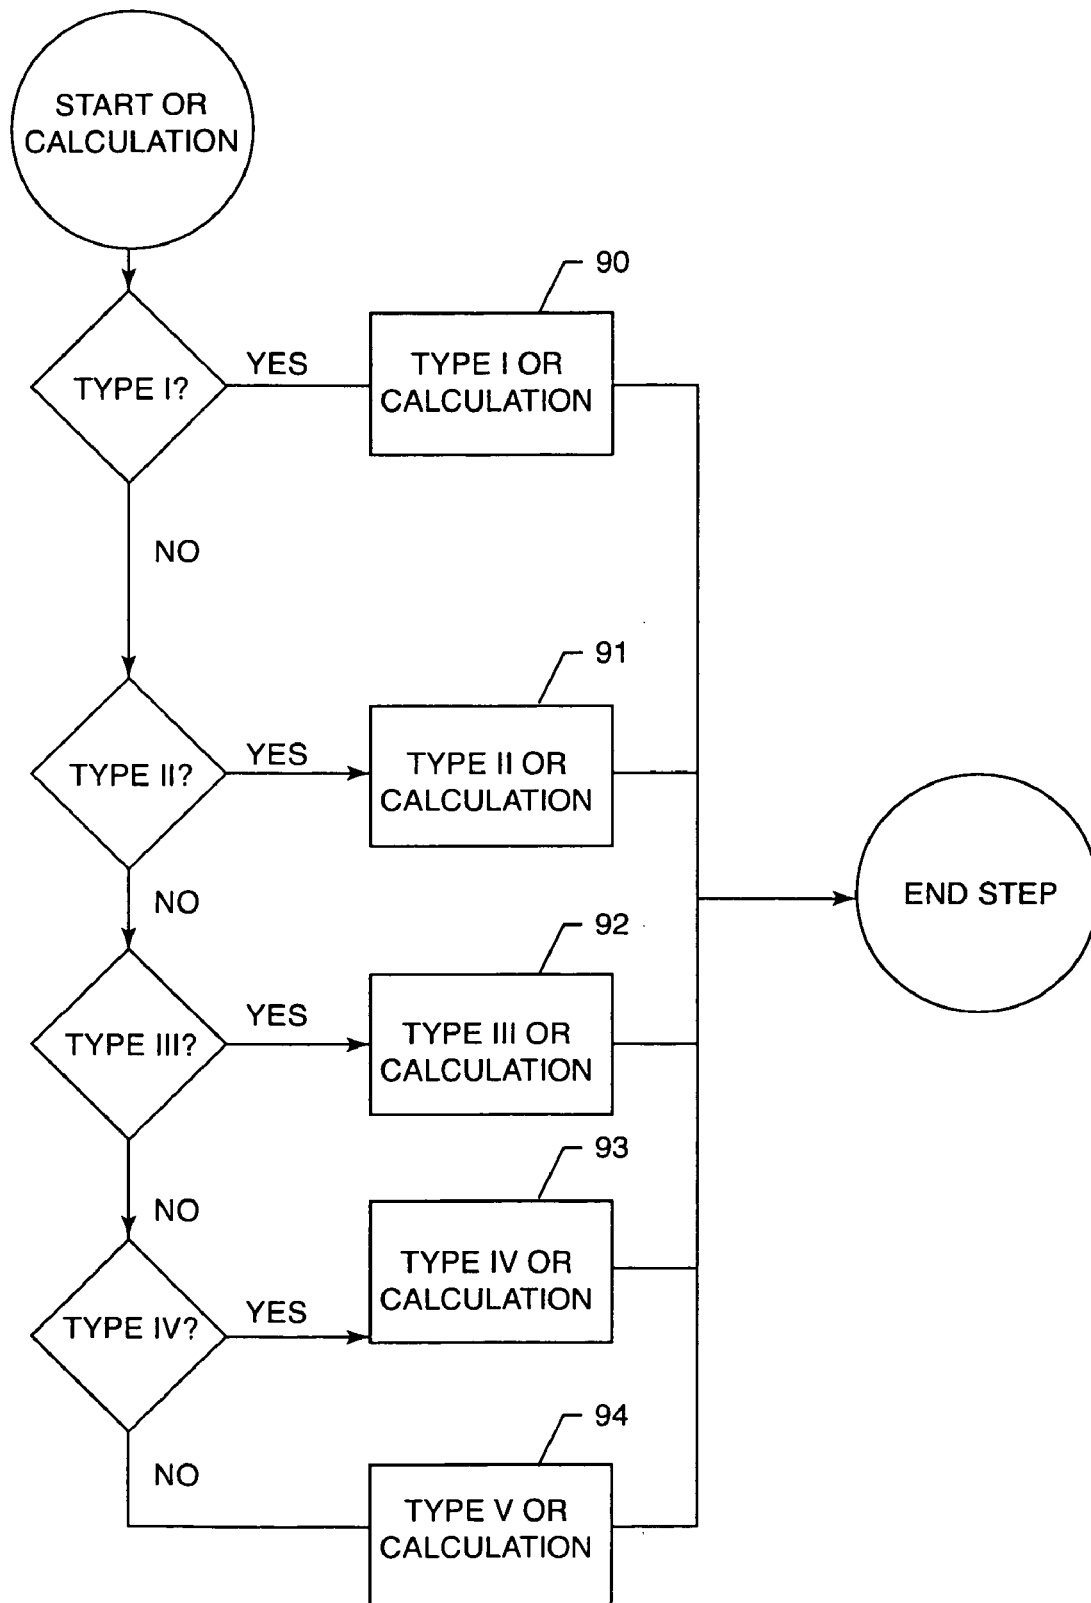 START OR
CALCULATION
90
TYPE I?
YES
TYPE I OR
CALCULATION
NO
91
TYPE II?
YES
TYPE II OR
CALCULATION
END STEP
NO
92
TYPE III?
YES
TYPE III OR
CALCULATION
93
NO
TYPE IV?
YES
TYPE IV OR
CALCULATION
94
NO
TYPE V OR
CALCULATION